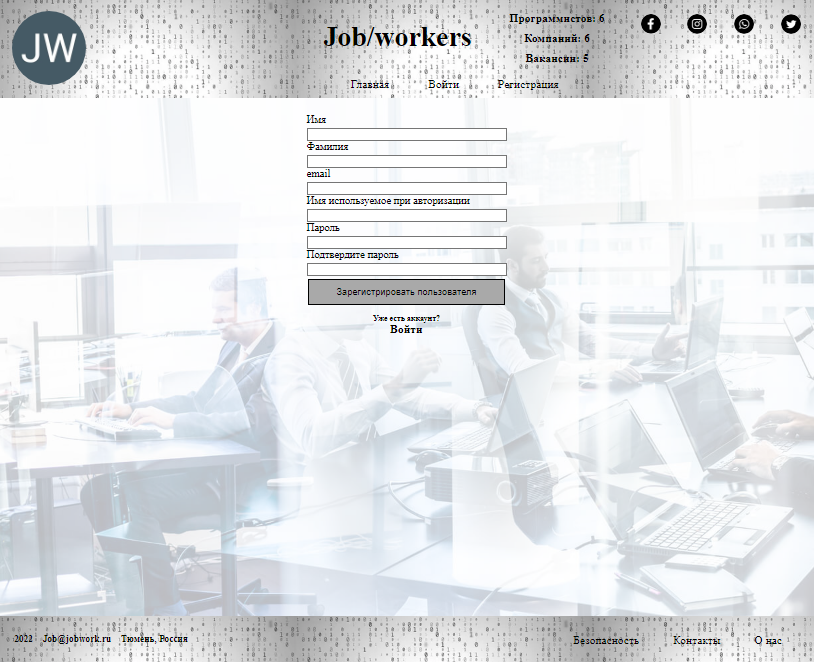 JW
Job/workers
Программистов: 6
Компаний: 6
Вакансии: 5
Главная Войти Регистрация
Имя
Фамилия
email
Имя используемое при авторизации
Пароль
Подтвердите пароль
Зарегистрировать пользователя
Уже есть аккаунт?
Войти
2022 Job@jobwork.ru Тюмень, Россия
Безопасность Контакты О нас